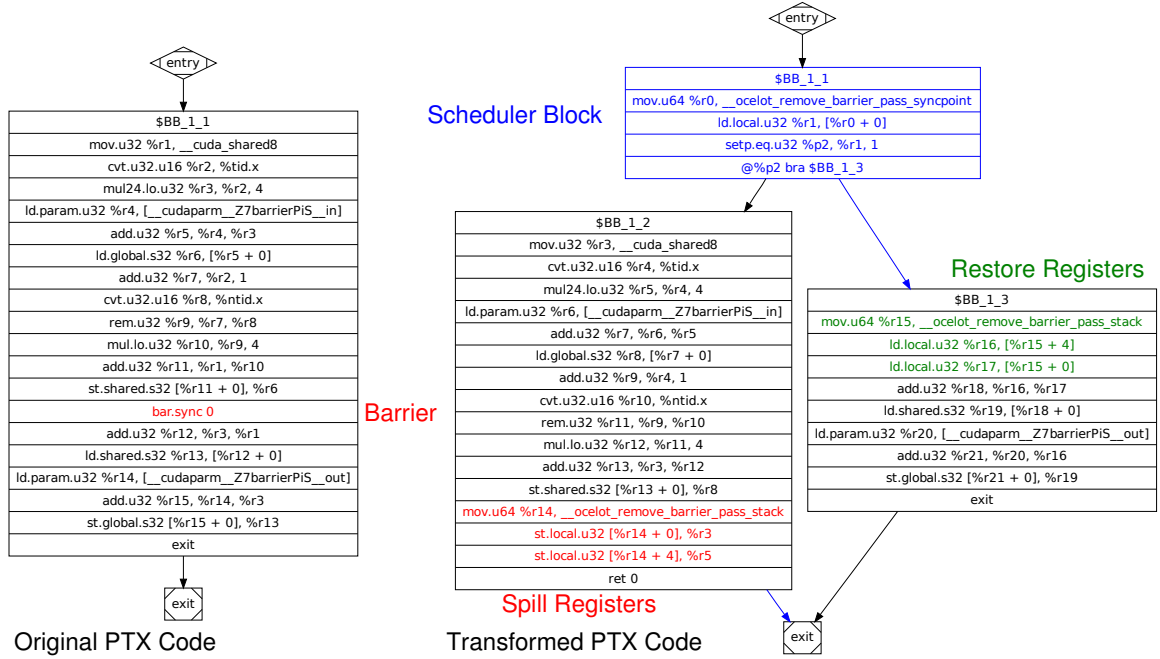 entry
$BB_1_1
mov.u32 %r1, __cuda_shared8
cvt.u32.u16 %r2, %tid.x
mul24.lo.u32 %r3, %r2, 4
ld.param.u32 %r4, [__cudaparm__Z7barrierPiS__in]
add.u32 %r5, %r4, %r3
ld.global.s32 %r6, [%r5 + 0]
add.u32 %r7, %r2, 1
cvt.u32.u16 %r8, %ntid.x
rem.u32 %r9, %r7, %r8
mul.lo.u32 %r10, %r9, 4
add.u32 %r11, %r1, %r10
st.shared.s32 [%r11 + 0], %r6
bar.sync 0
add.u32 %r12, %r3, %r1
ld.shared.s32 %r13, [%r12 + 0]
ld.param.u32 %r14, [__cudaparm__Z7barrierPiS__out]
add.u32 %r15, %r14, %r3
st.global.s32 [%r15 + 0], %r13
exit
exit
Barrier
Original PTX Code
entry
Scheduler Block
$BB_1_1
mov.u64 %r0, __ocelot_remove_barrier_pass_syncpoint
ld.local.u32 %r1, [%r0 + 0]
setp.eq.u32 %p2, %r1, 1
@%p2 bra $BB_1_3
$BB_1_2
mov.u32 %r3, __cuda_shared8
cvt.u32.u16 %r4, %tid.x
mul24.lo.u32 %r5, %r4, 4
ld.param.u32 %r6, [__cudaparm__Z7barrierPiS__in]
add.u32 %r7, %r6, %r5
ld.global.s32 %r8, [%r7 + 0]
add.u32 %r9, %r4, 1
cvt.u32.u16 %r10, %ntid.x
rem.u32 %r11, %r9, %r10
mul.lo.u32 %r12, %r11, 4
add.u32 %r13, %r3, %r12
st.shared.s32 [%r13 + 0], %r8
mov.u64 %r14, __ocelot_remove_barrier_pass_stack
st.local.u32 [%r14 + 0], %r3
st.local.u32 [%r14 + 4], %r5
ret 0
Spill Registers
Restore Registers
$BB_1_3
mov.u64 %r15, __ocelot_remove_barrier_pass_stack
ld.local.u32 %r16, [%r15 + 4]
ld.local.u32 %r17, [%r15 + 0]
add.u32 %r18, %r16, %r17
ld.shared.s32 %r19, [%r18 + 0]
ld.param.u32 %r20, [__cudaparm__Z7barrierPiS__out]
add.u32 %r21, %r20, %r16
st.global.s32 [%r21 + 0], %r19
exit
exit
Transformed PTX Code